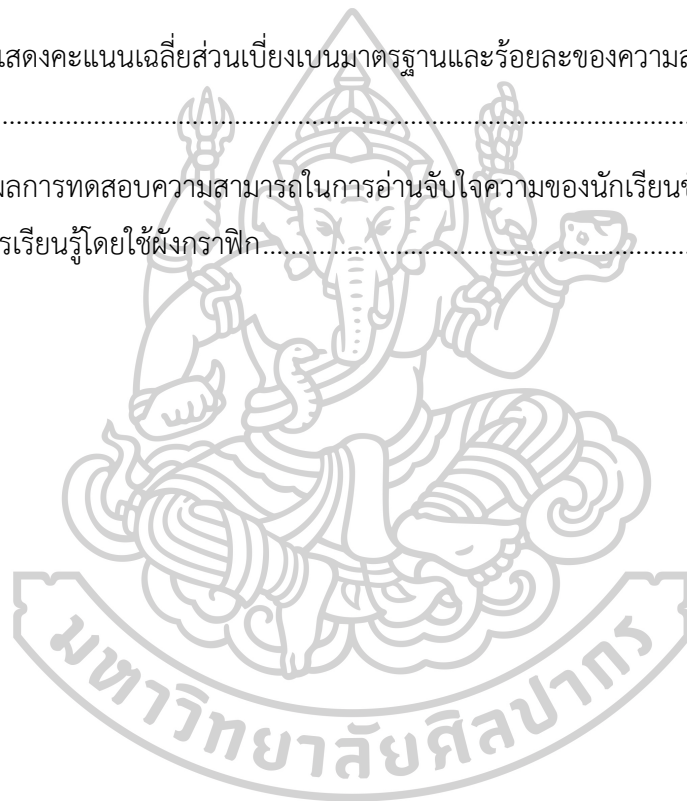 แสดงคะแนนเฉลี่ยส่วนเบี่ยงเบนมาตรฐานและร้อยละของความ
................................................................................
ผลการทดสอบความสามารถในการอ่านจับใจความของนักเรียน
เรียนรู้โดยใช้ผังกราฟิก..................................................
มหาวิทยาลัยศิลปากร